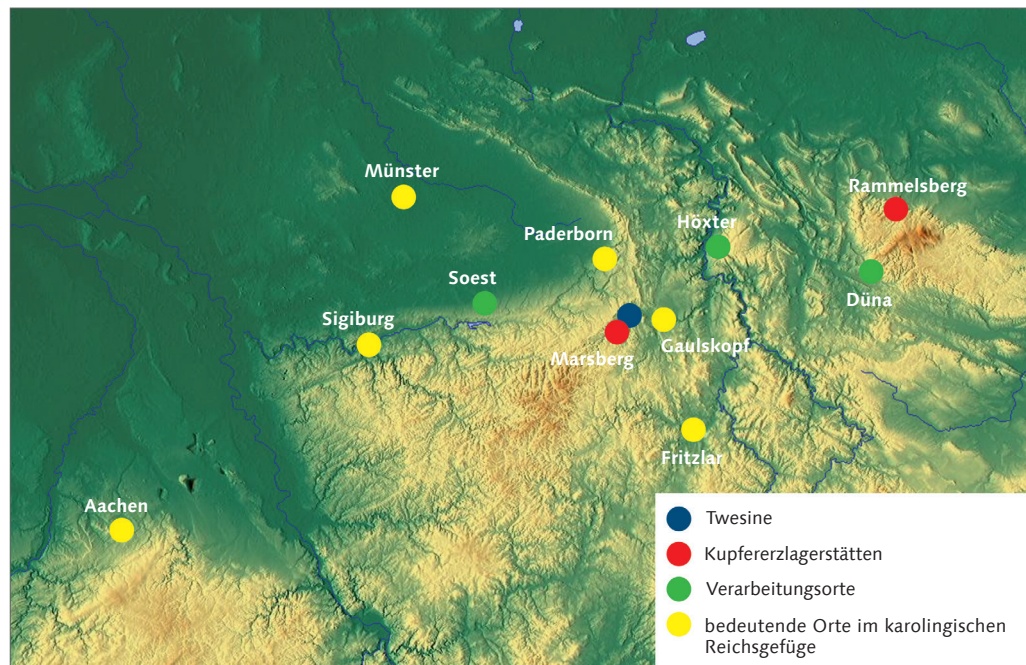 Münster
Rammelsberg
Höxter
Paderborn
Soest
Düna
Sigiburg
Gaulskopf
Marsberg
Fritzlar
Aachen
Twesine
Kupfererzlagerstätten
Verarbeitungsorte
bedeutende Orte im karolingischen
Reichsgefüge